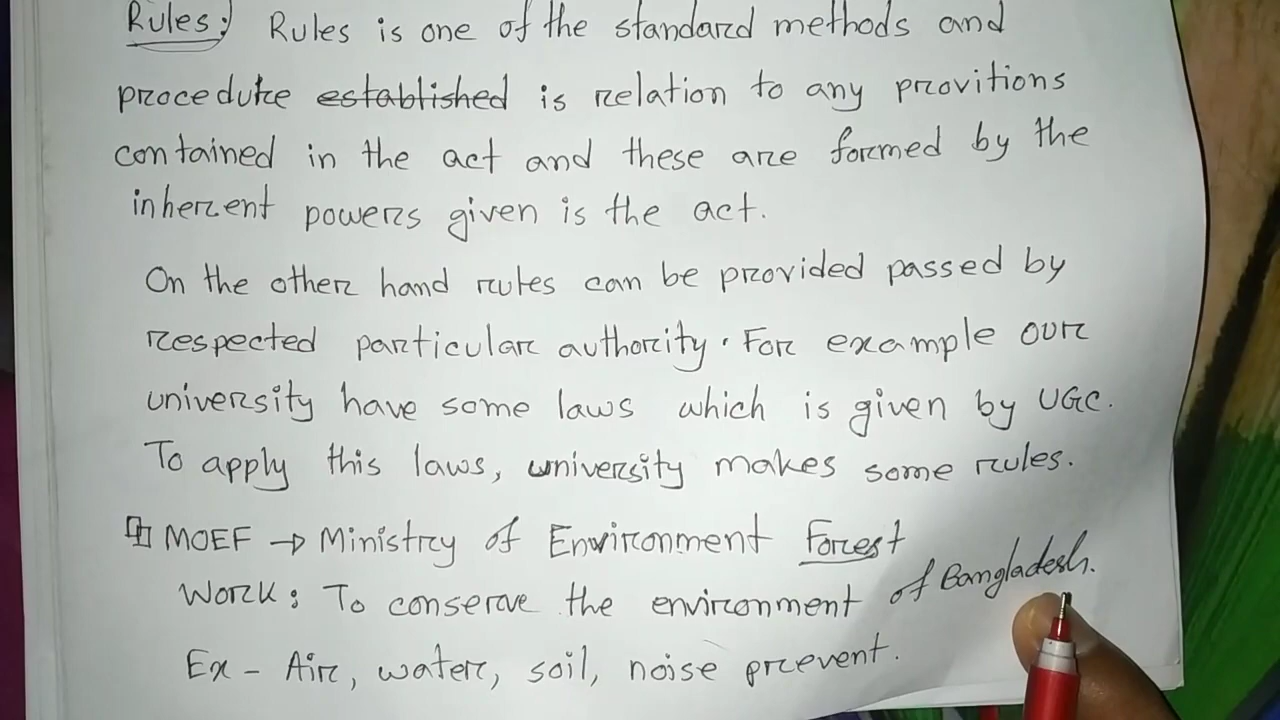 Rules: Rules is one of the standard methods and
procedure established is relation to any provitions
contained in the act and these are formed by the
inherent powers given is the act.
On the other hand rules can be provided passed by
respected particular authority. For example our
university have some laws which is given by UGC.
To apply this laws, university makes some rules.
MOEF → Ministry of Environment Forest
Work: To conserve the environment of Bangladesh.
Ex - Air, water, soil, noise prevent.